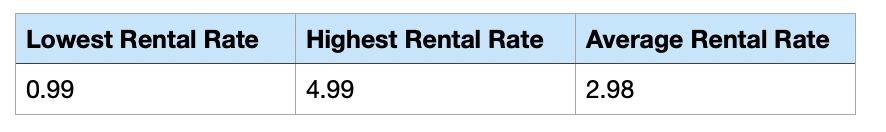 Lowest Rental Rate Highest Rental Rate Average Rental Rate
0.99 4.99 2.98